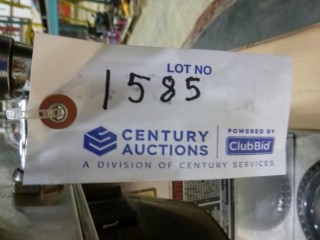 LOT NO
1585
CENTURY AUCTIONS
POWERED BY
ClubBid
A DIVISION OF CENTURY SERVICES